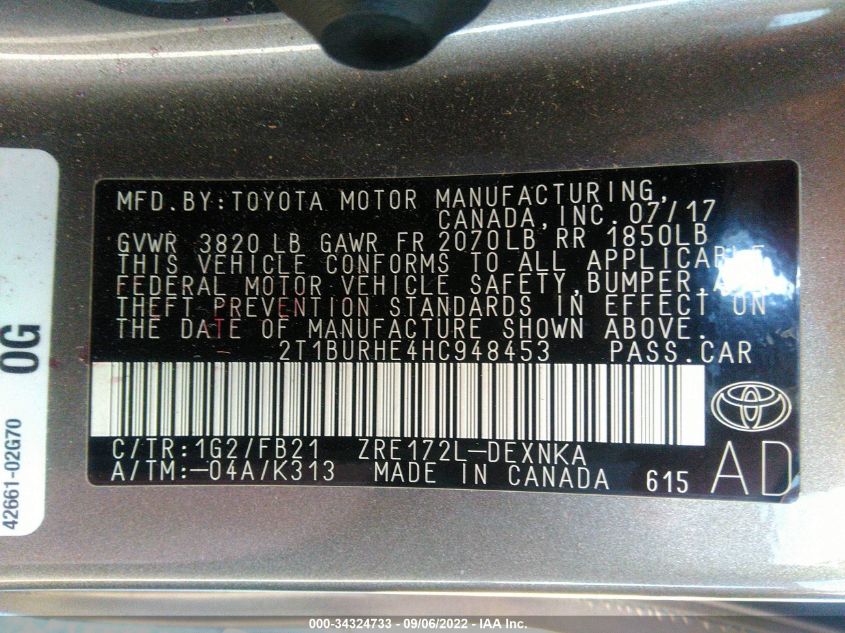 MFD.BY:TOYOTA MOTOR MANUFACTURING,
CANADA,INC. 07/17
GVWR 3820 LB GAWR FR 2070LB RR 1850LB
THIS VEHICLE CONFORMS TO ALL APPLICABLE
FEDERAL MOTOR VEHICLE SAFETY,BUMPER,
THEFT PREVENTION STANDARDS IN EFFECT ON
THE DATE OF MANUFACTURE SHOWN ABOVE.
2T1BURHE4HC948453 PASS.CAR
C/TR:1G2/FB21 ZRE172L-DEXNKA
A/TM:-04A/K313 MADE IN CANADA 615 AD
0G
42661-02G70
000-34324733 - 09/06/2022 - IAA Inc.